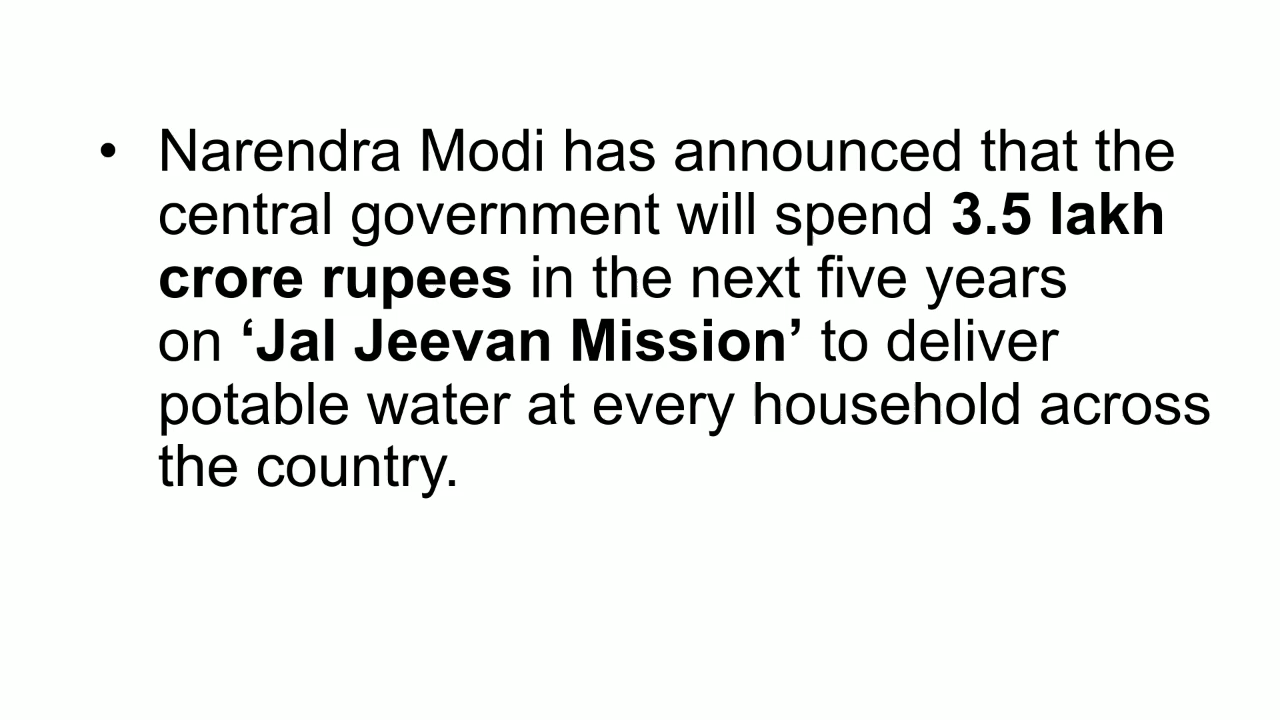 • Narendra Modi has announced that the
central government will spend 3.5 lakh
crore rupees in the next five years
on ‘Jal Jeevan Mission’ to deliver
potable water at every household across
the country.